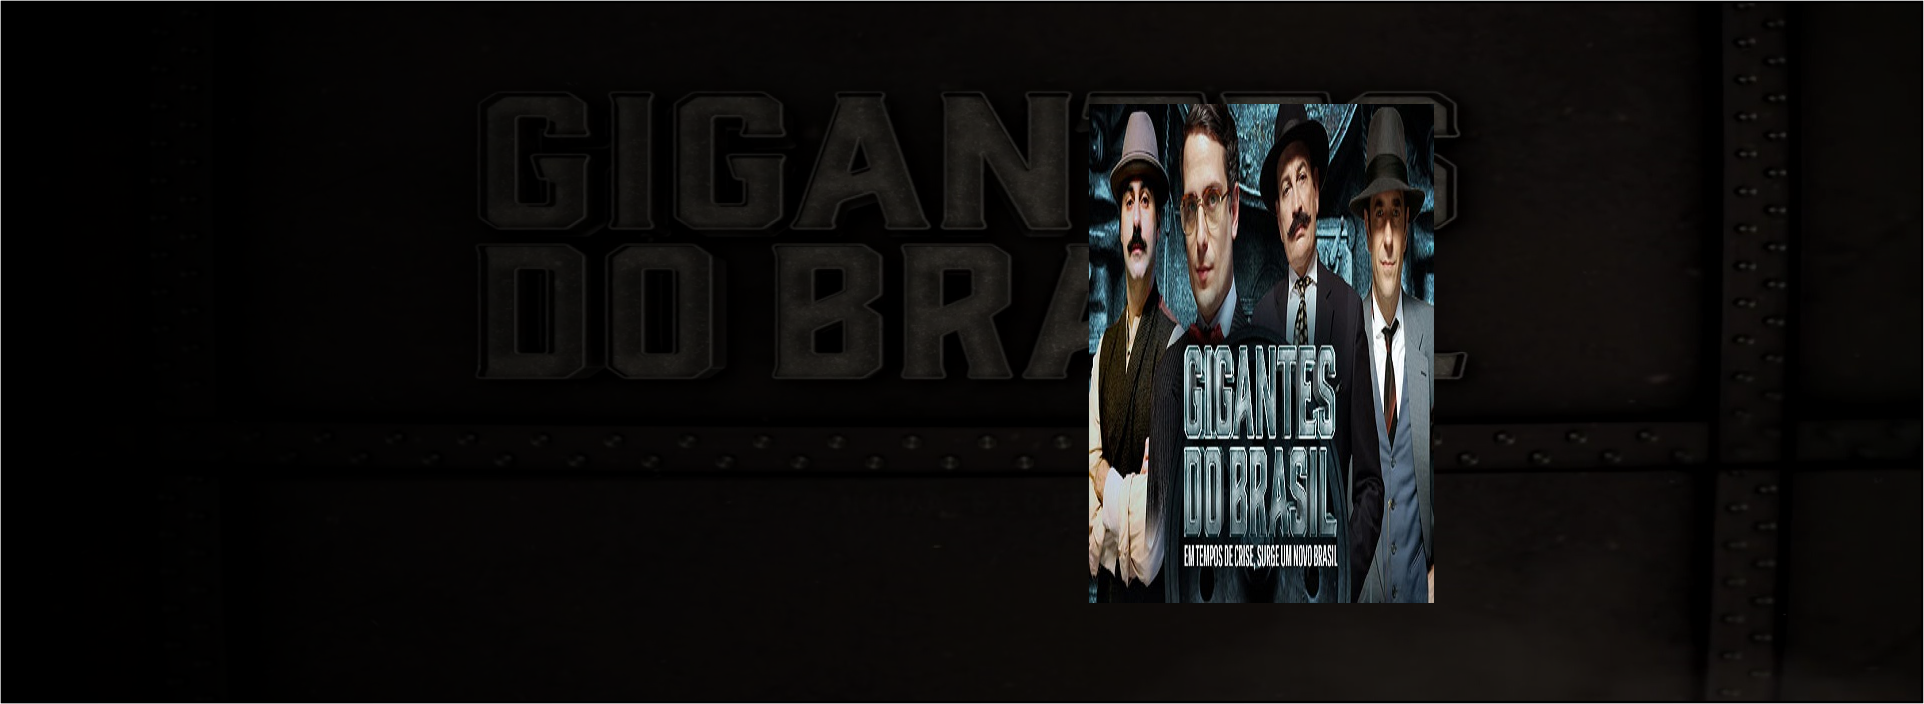 GIGANTES
DO BRASIL
GIGANTES
DO BRASIL
EM TEMPOS DE CRISE, SURGE UM NOVO BRASIL